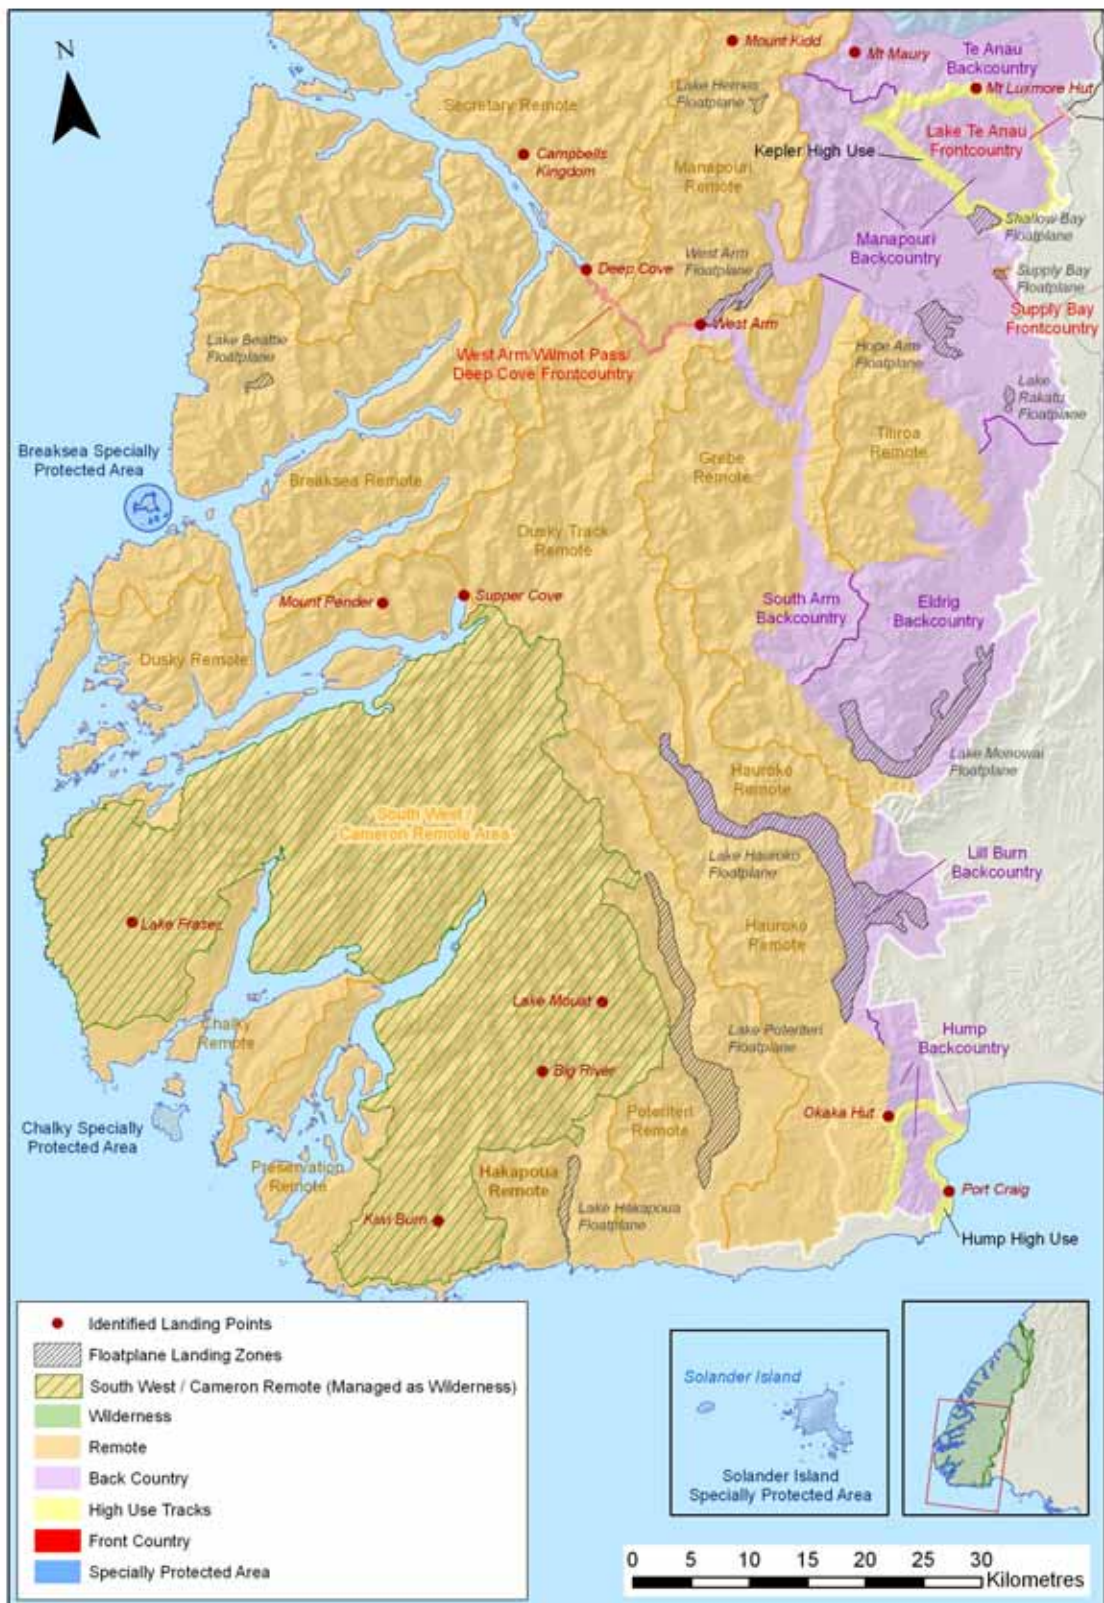 N
Mount Kidd
Mt Maury
Te Anau
Backcountry
Mt Luxmore Hut
Secretary Remote
Lake Herries
Floatplane
Lake Te Anau
Frontcountry
Campbells
Kingdom
Kepler High Use
Manapouri
Remote
Shallow Bay
Floatplane
Manapouri
Backcountry
West Arm
Floatplane
Deep Cove
Supply Bay
Floatplane
Supply Bay
Frontcountry
West Arm
Lake Beattie
Floatplane
West Arm/Wilmot Pass/
Deep Cove Frontcountry
Hope Arm
Floatplane
Lake
Rakatu
Floatplane
Breaksea Specially
Protected Area
Breaksea Remote
Grebe
Remote
Titiroa
Remote
Dusky Track
Remote
Mount Pender
Supper Cove
South Arm
Backcountry
Eldrig
Backcountry
Dusky Remote
Lake Monowai
Floatplane
Hauroko
Remote
South West /
Cameron Remote Area
Lake Hauroko
Floatplane
Lill Burn
Backcountry
Lake Fraser
Hauroko
Remote
Lake Mouat
Chalky
Remote
Lake Poteriteri
Floatplane
Hump
Backcountry
Big River
Chalky Specially
Protected Area
Poteriteri
Remote
Okaka Hut
Preservation
Remote
Hakapoua
Remote
Port Craig
Kiwi Burn
Lake Hakapoua
Floatplane
Hump High Use
Identified Landing Points
Floatplane Landing Zones
South West / Cameron Remote (Managed as Wilderness)
Wilderness
Remote
Back Country
High Use Tracks
Front Country
Specially Protected Area
Solander Island
Solander Island
Specially Protected Area
0 5 10 15 20 25 30
Kilometres